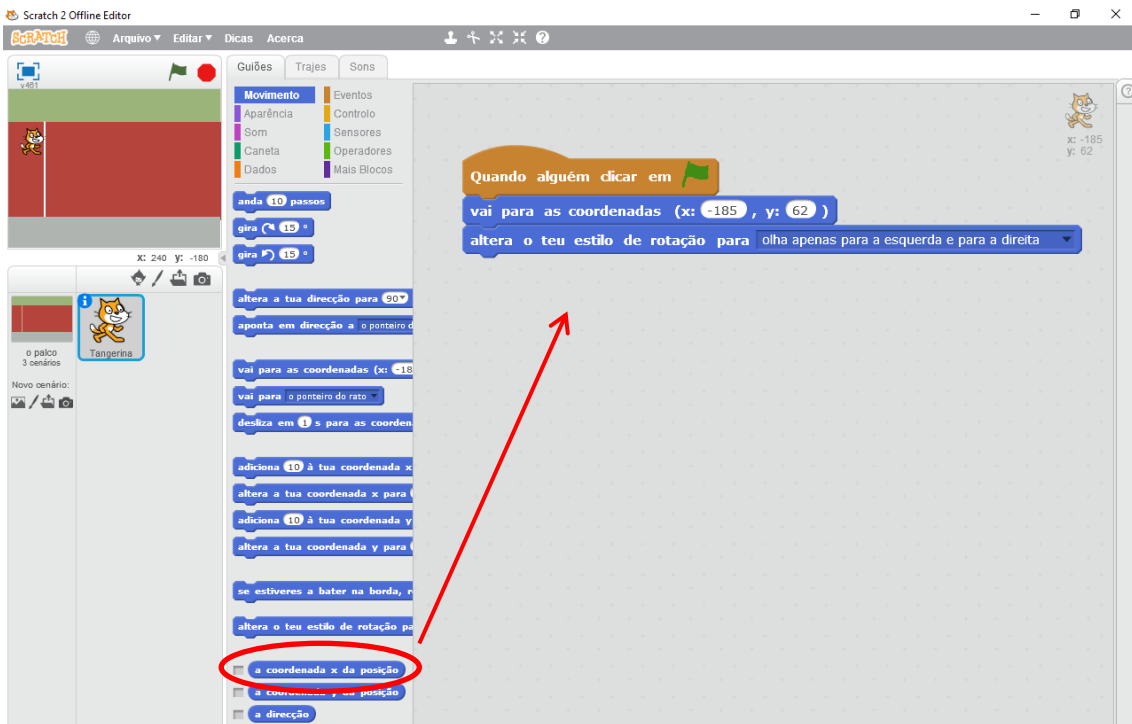 Scratch 2 Offline Editor
SCRATCH Arquivo Editar Dicas Acerca
v461
Guiões Trajes Sons
Movimento Eventos
Aparência Controlo
Som Sensores
Caneta Operadores
Dados Mais Blocos
anda 10 passos
gira 15 °
gira 15 °
altera a tua direcção para 90
aponta em direcção a o ponteiro d
vai para as coordenadas (x: -18
vai para o ponteiro do rato
desliza em 1 s para as coorden
adiciona 10 à tua coordenada x
altera a tua coordenada x para
adiciona 10 à tua coordenada y
altera a tua coordenada y para
se estiveres a bater na borda, r
altera o teu estilo de rotação pa
a coordenada x da posição
a coordenada y da posição
a direcção
X: 240 Y: -180
o palco
3 cenários
Tangerina
Novo cenário:
Quando alguém clicar em
vai para as coordenadas (x: -185 , y: 62 )
altera o teu estilo de rotação para olha apenas para a esquerda e para a direita
x: -185
y: 62